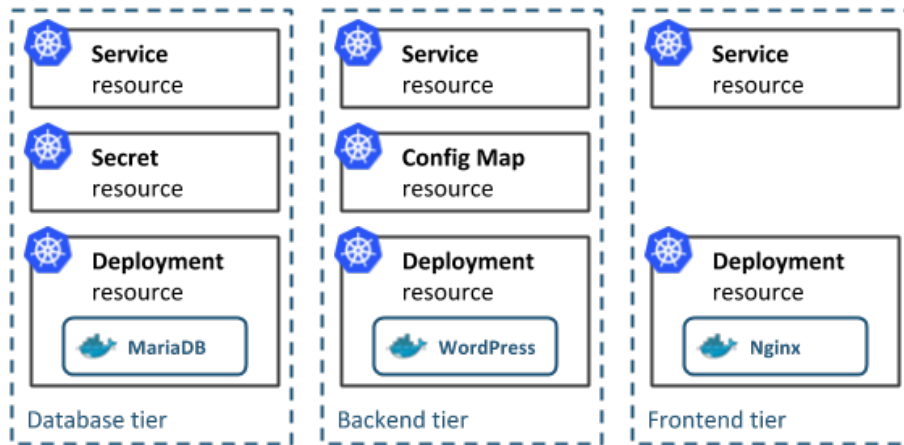 Service
resource
Secret
resource
Deployment
resource
MariaDB
Database tier
Service
resource
Config Map
resource
Deployment
resource
WordPress
Backend tier
Service
resource
Deployment
resource
Nginx
Frontend tier